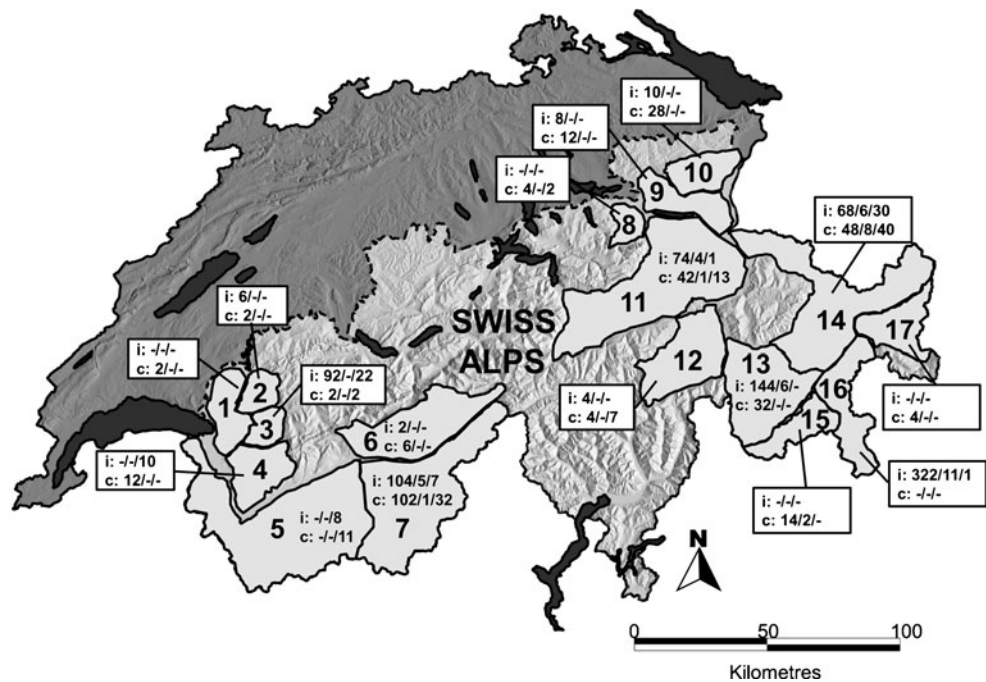 i: 10/-/-
c: 28/-/-
i: 8/-/-
c: 12/-/-
i: -/-/-
c: 4/-/2
10
9
8
i: 68/6/30
c: 48/8/40
i: 74/4/1
c: 42/1/13
11
i: 6/-/-
c: 2/-/-
SWISS
ALPS
14
17
i: -/-/-
c: 2/-/-
12
13
i: 92/-/22
c: 2/-/2
2
1
3
i: 144/6/-
c: 32/-/-
16
15
i: 4/-/-
c: 4/-/7
i: -/-/-
c: 4/-/-
6
i: 2/-/-
c: 6/-/-
4
i: -/-/10
c: 12/-/-
i: 104/5/7
c: 102/1/32
i: 322/11/1
c: -/-/-
5
i: -/-/8
c: -/-/11
7
i: -/-/-
c: 14/2/-
N
0
50
100
Kilometres